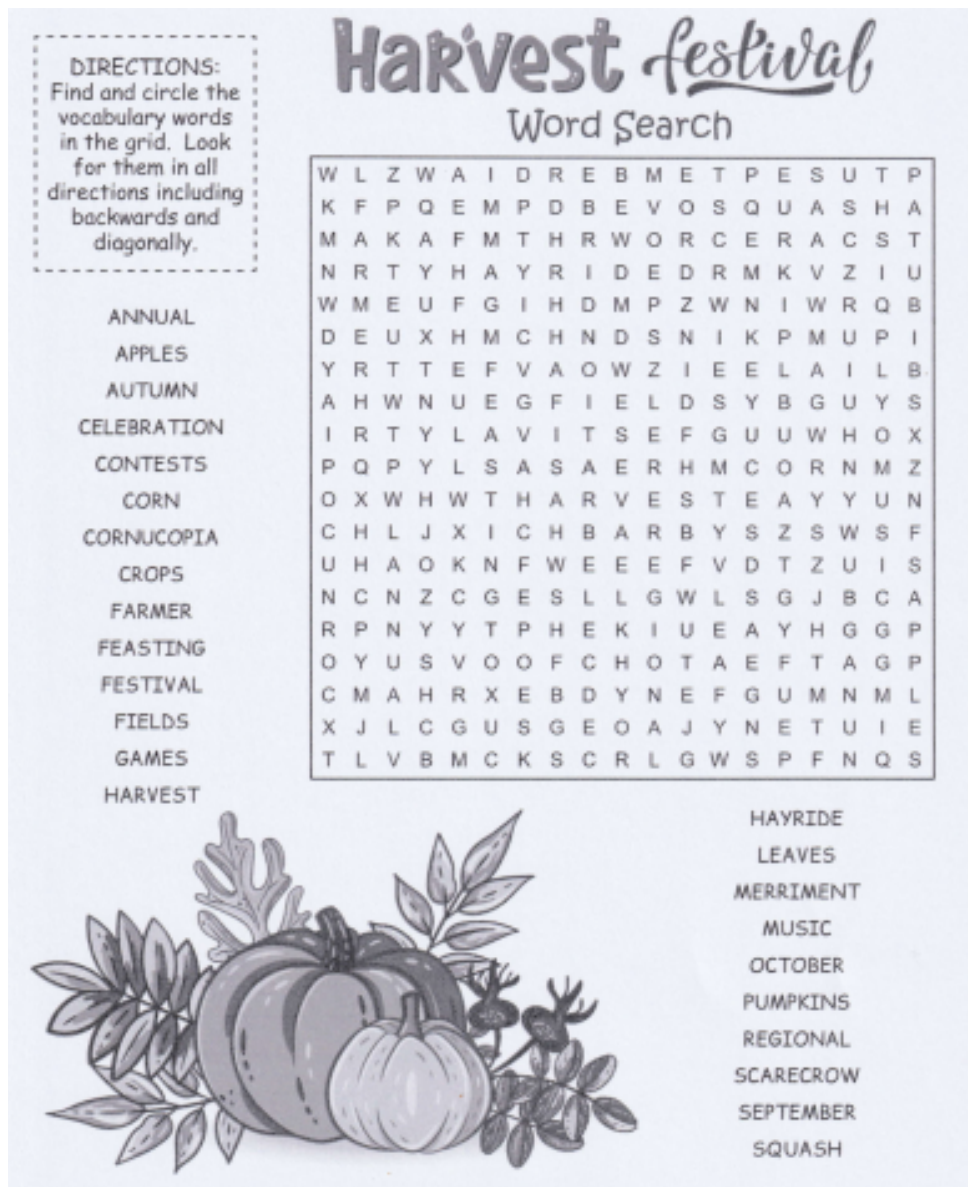 Harvest festival
Word Search
DIRECTIONS:
Find and circle the
vocabulary words
in the grid. Look
for them in all
directions including
backwards and
diagonally.
W L Z W A I D R E B M E T P E S U T P
K F P Q E M P D B E V O S Q U A S H A
M A K A F M T H R W O R C E R A C S T
N R T Y H A Y R I D E D R M K V Z I U
W M E U F G I H D M P Z W N I W R Q B
D E U X H M C H N D S N I K P M U P I
Y R T T E F V A O W Z I E E L A I L B
A H W N U E G F I E L D S Y B G U Y S
I R T Y L A V I T S E F G U U W H O X
P Q P Y L S A S A E R H M C O R N M Z
O X W H W T H A R V E S T E A Y Y U N
C H L J X I C H B A R B Y S Z S W S F
U H A O K N F W E E E F V D T Z U I S
N C N Z C G E S L L G W L S G J B C A
R P N Y Y T P H E K I U E A Y H G G P
O Y U S V O O F C H O T A E F T A G P
C M A H R X E B D Y N E F G U M N M L
X J L C G U S G E O A J Y N E T U I E
T L V B M C K S C R L G W S P F N Q S
ANNUAL
APPLES
AUTUMN
CELEBRATION
CONTESTS
CORN
CORNUCOPIA
CROPS
FARMER
FEASTING
FESTIVAL
FIELDS
GAMES
HARVEST
HAYRIDE
LEAVES
MERRIMENT
MUSIC
OCTOBER
PUMPKINS
REGIONAL
SCARECROW
SEPTEMBER
SQUASH